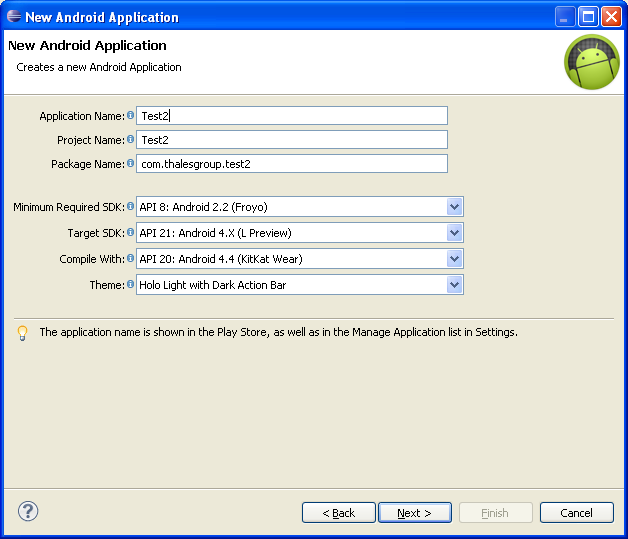 New Android Application
New Android Application
Creates a new Android Application
Application Name: Test2
Project Name: Test2
Package Name: com.thalesgroup.test2
Minimum Required SDK: API 8: Android 2.2 (Froyo)
Target SDK: API 21: Android 4.X (L Preview)
Compile With: API 20: Android 4.4 (KitKat Wear)
Theme: Holo Light with Dark Action Bar
The application name is shown in the Play Store, as well as in the Manage Application list in Settings.
? < Back Next > Finish Cancel